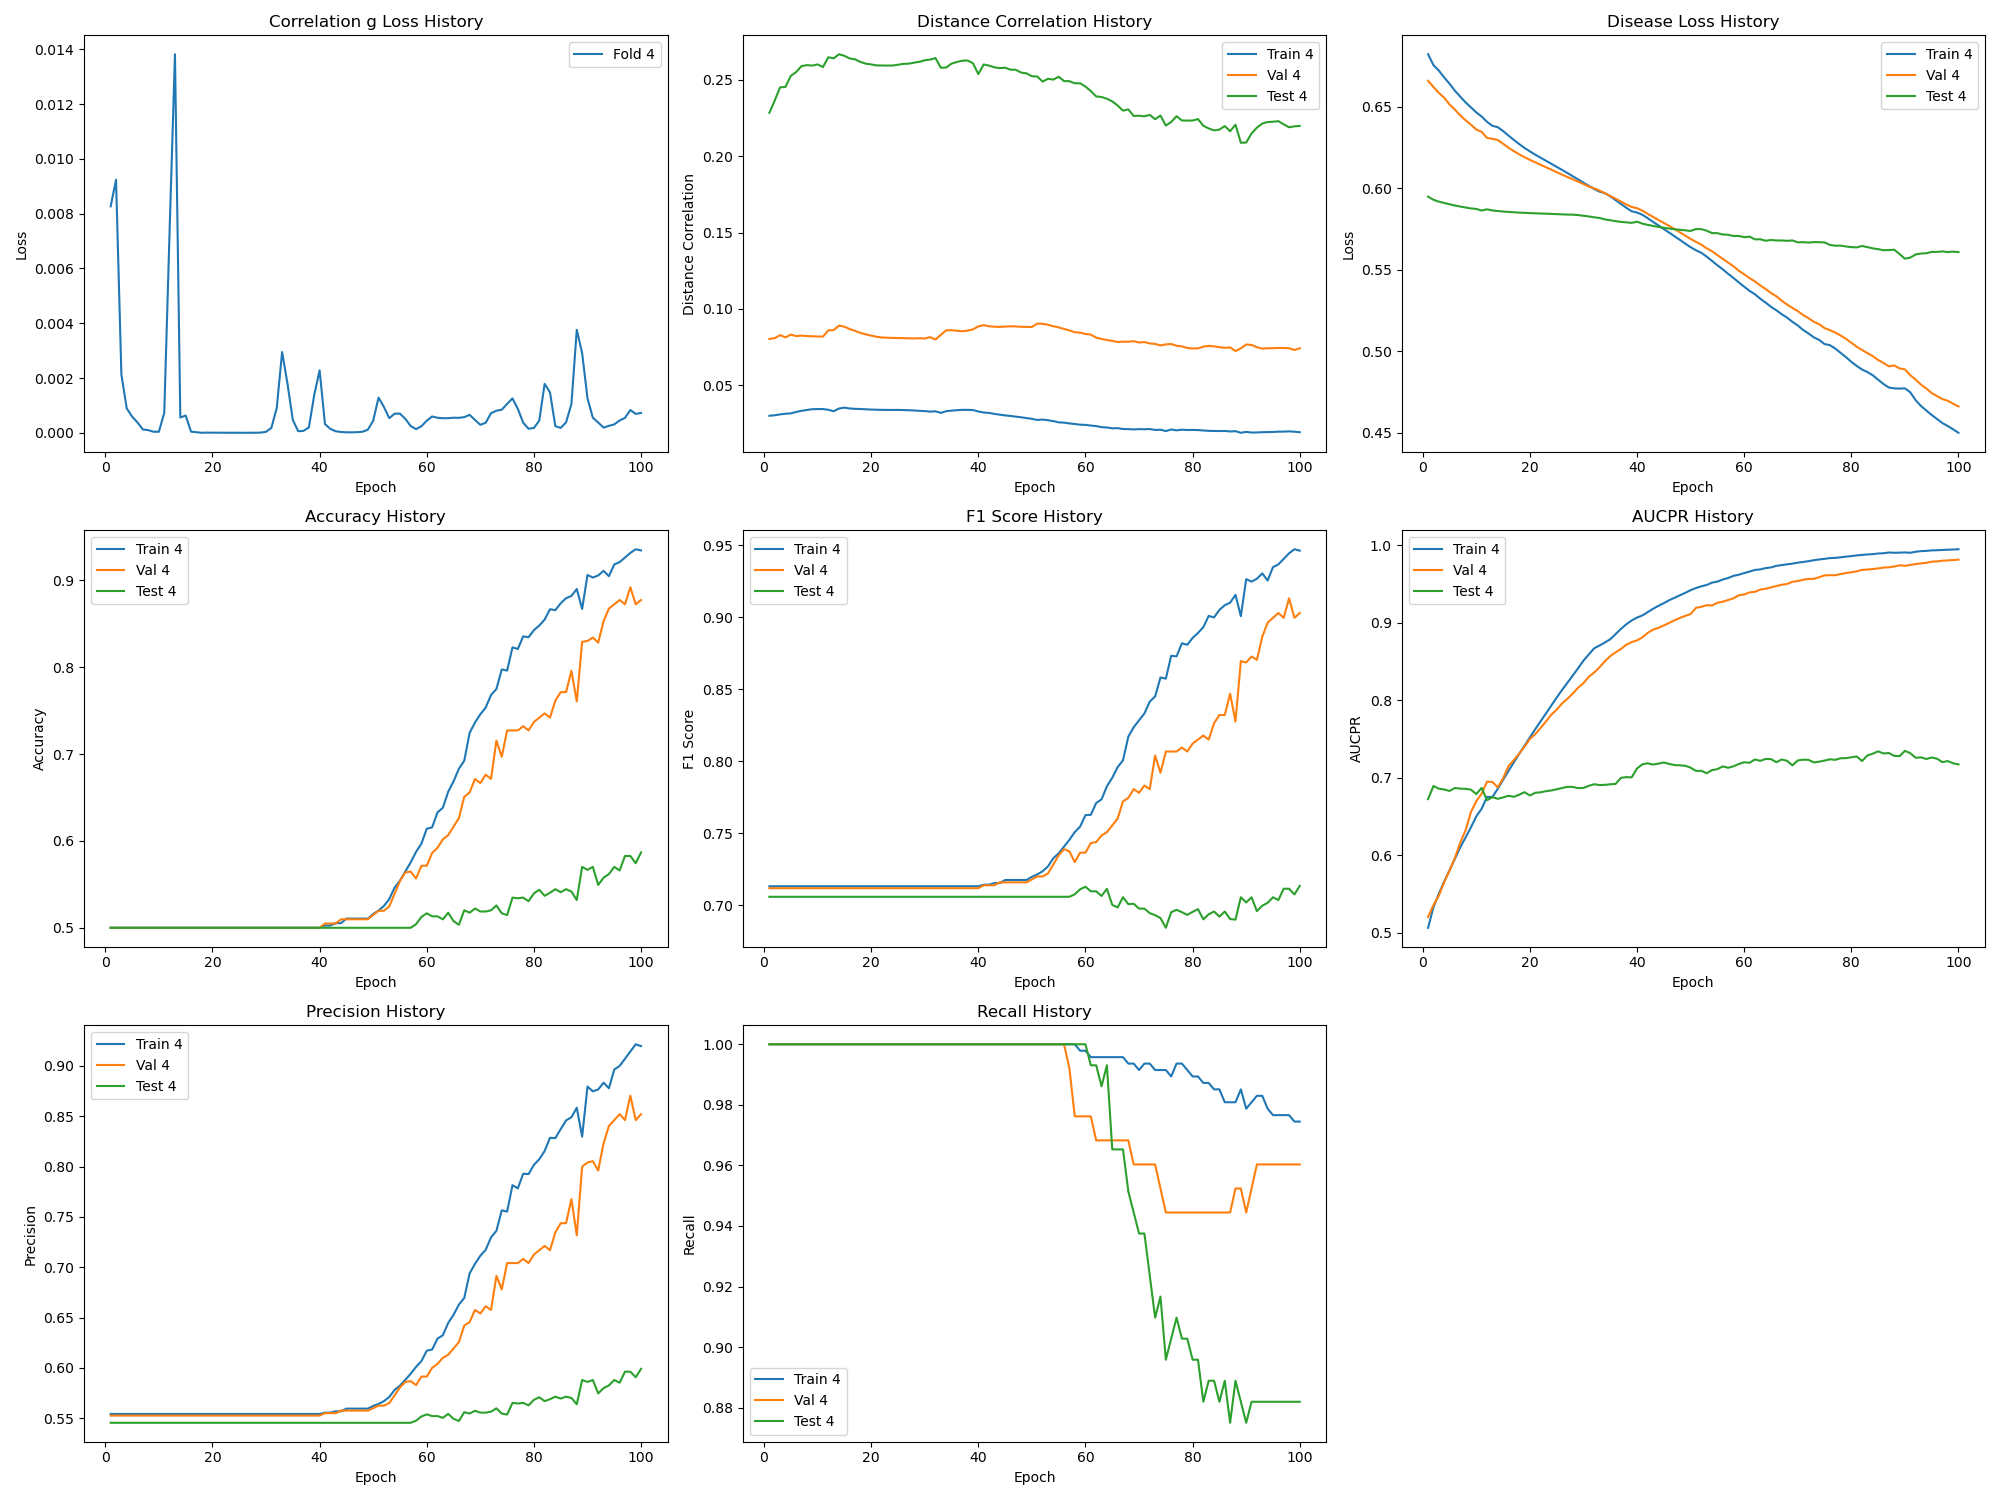 Correlation g Loss History
Fold 4
0.014
0.012
0.010
0.008
0.006
0.004
0.002
0.000
Loss
0 20 40 60 80 100
Epoch
Distance Correlation History
Train 4
Val 4
Test 4
0.25
0.20
0.15
0.10
0.05
Distance Correlation
0 20 40 60 80 100
Epoch
Disease Loss History
Train 4
Val 4
Test 4
0.65
0.60
0.55
0.50
0.45
Loss
0 20 40 60 80 100
Epoch
Accuracy History
Train 4
Val 4
Test 4
0.9
0.8
0.7
0.6
0.5
Accuracy
0 20 40 60 80 100
Epoch
F1 Score History
Train 4
Val 4
Test 4
0.95
0.90
0.85
0.80
0.75
0.70
F1 Score
0 20 40 60 80 100
Epoch
AUCPR History
Train 4
Val 4
Test 4
1.0
0.9
0.8
0.7
0.6
0.5
AUCPR
0 20 40 60 80 100
Epoch
Precision History
Train 4
Val 4
Test 4
0.90
0.85
0.80
0.75
0.70
0.65
0.60
0.55
Precision
0 20 40 60 80 100
Epoch
Recall History
1.00
0.98
0.96
0.94
0.92
0.90
0.88
Recall
Train 4
Val 4
Test 4
0 20 40 60 80 100
Epoch